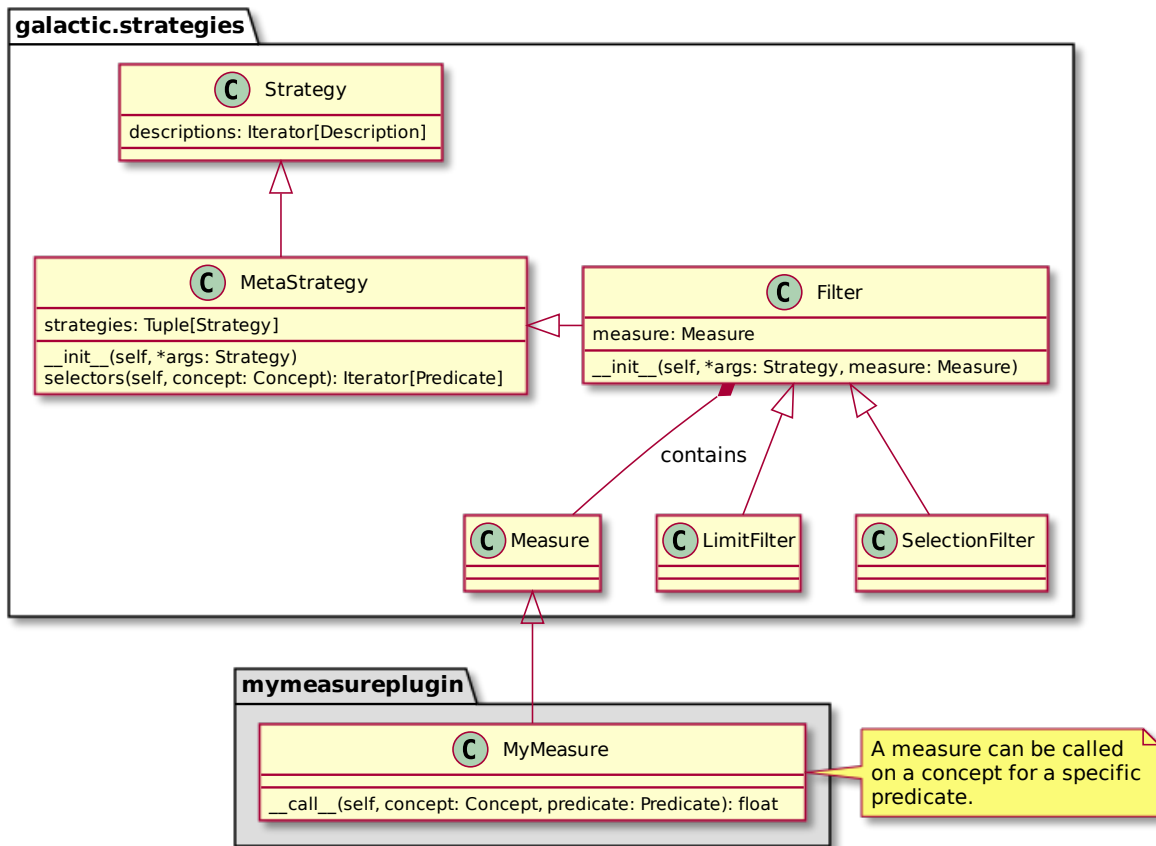 galactic.strategies
C Strategy
descriptions: Iterator[Description]
C MetaStrategy
strategies: Tuple[Strategy]
__init__(self, *args: Strategy)
selectors(self, concept: Concept): Iterator[Predicate]
C Filter
measure: Measure
__init__(self, *args: Strategy, measure: Measure)
contains
C Measure
C LimitFilter
C SelectionFilter
mymeasureplugin
C MyMeasure
__call__(self, concept: Concept, predicate: Predicate): float
A measure can be called
on a concept for a specific
predicate.